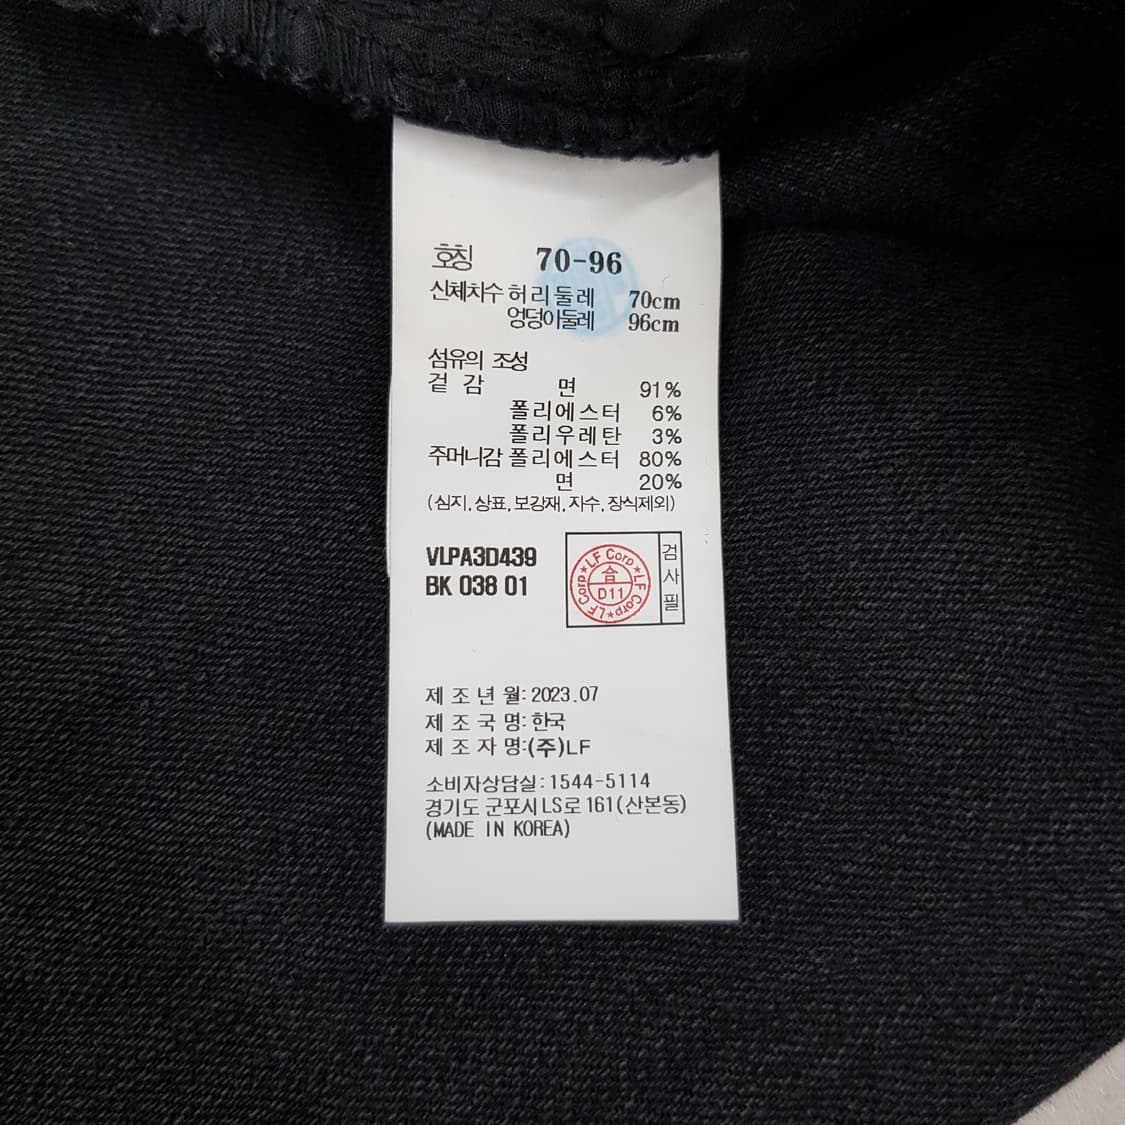 호칭 70-96
신체치수 허리둘레 70cm
엉덩이둘레 96cm
섬유의 조성
겉감 면 91%
폴리에스터 6%
폴리우레탄 3%
주머니감 폴리에스터 80%
면 20%
(심지,상표,보강재,자수,장식제외)
VLPA3D439
BK 038 01
LF Corp★LF Corp★LF Corp★
合
D11
검사필
제조년월:2023.07
제조국명:한국
제조자명:(주)LF
소비자상담실:1544-5114
경기도 군포시 LS로 161(산본동)
(MADE IN KOREA)